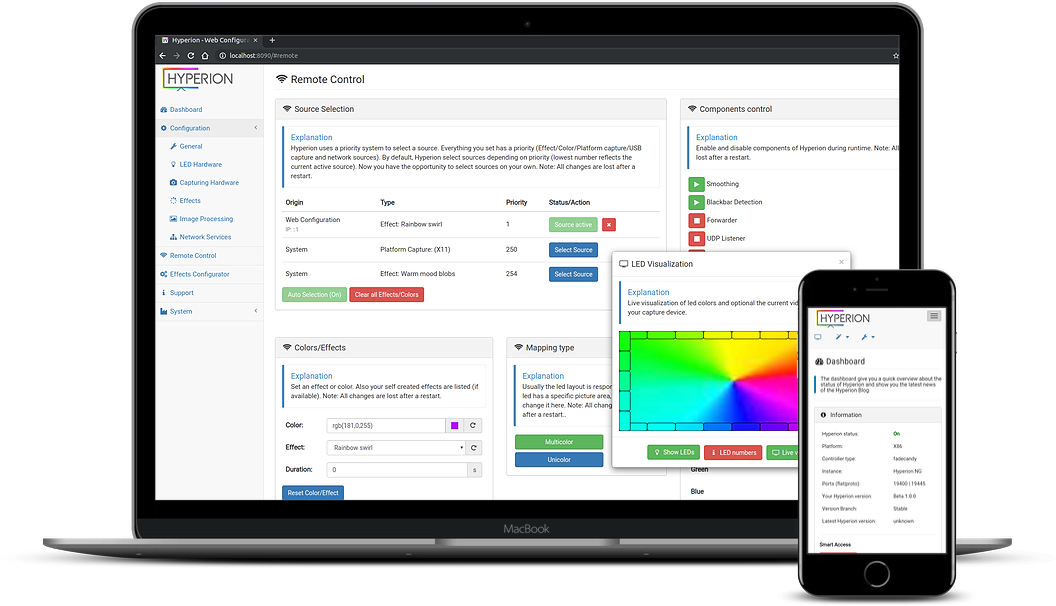 Hyperion - Web Configura
localhost:8090/#remote
HYPERION
Dashboard
Configuration
General
LED Hardware
Capturing Hardware
Effects
Image Processing
Network Services
Remote Control
Effects Configurator
Support
System
Remote Control
Source Selection
Explanation
Hyperion uses a priority system to select a source. Everything you set has a priority (Effect/Color/Platform capture/USB
capture and network sources). By default, Hyperion select sources depending on priority (lowest number reflects the
current active source). Now you have the opportunity to select sources on your own. Note: All changes are lost after a
restart.
Origin Type Priority Status/Action
Web Configuration
IP: ::1
Effect: Rainbow swirl 1 Source active
System Platform Capture: (X11) 250 Select Source
System Effect: Warm mood blobs 254 Select Source
Auto Selection (On) Clear all Effects/Colors
Components control
Explanation
Enable and disable components of Hyperion during runtime. Note: All
lost after a restart.
Smoothing
Blackbar Detection
Forwarder
UDP Listener
Colors/Effects
Explanation
Set an effect or color. Also your self created effects are listed (if
available). Note: All changes are lost after a restart.
Color: rgb(181,0,255)
Effect: Rainbow swirl
Duration: 0 s
Reset Color/Effect
Mapping type
Explanation
Usually the led layout is respon
led has a specific picture area,
change it here. Note: All chang
after a restart..
Multicolor
Unicolor
LED Visualization
Explanation
Live visualization of led colors and optional the current vid
your capture device.
Show LEDs LED numbers Live v
Green
Blue
MacBook
HYPERION
Dashboard
The dashboard give you a quick overview about the
status of Hyperion and show you the latest news
of the Hyperion Blog.
Information
Hyperion status: On
Platform: X86
Controller type: fadecandy
Instance: Hyperion NG
Ports (flat|proto): 19400 | 19445
Your Hyperion version: Beta 1.0.0
Version Branch: Stable
Latest Hyperion version: unknown
Smart Access